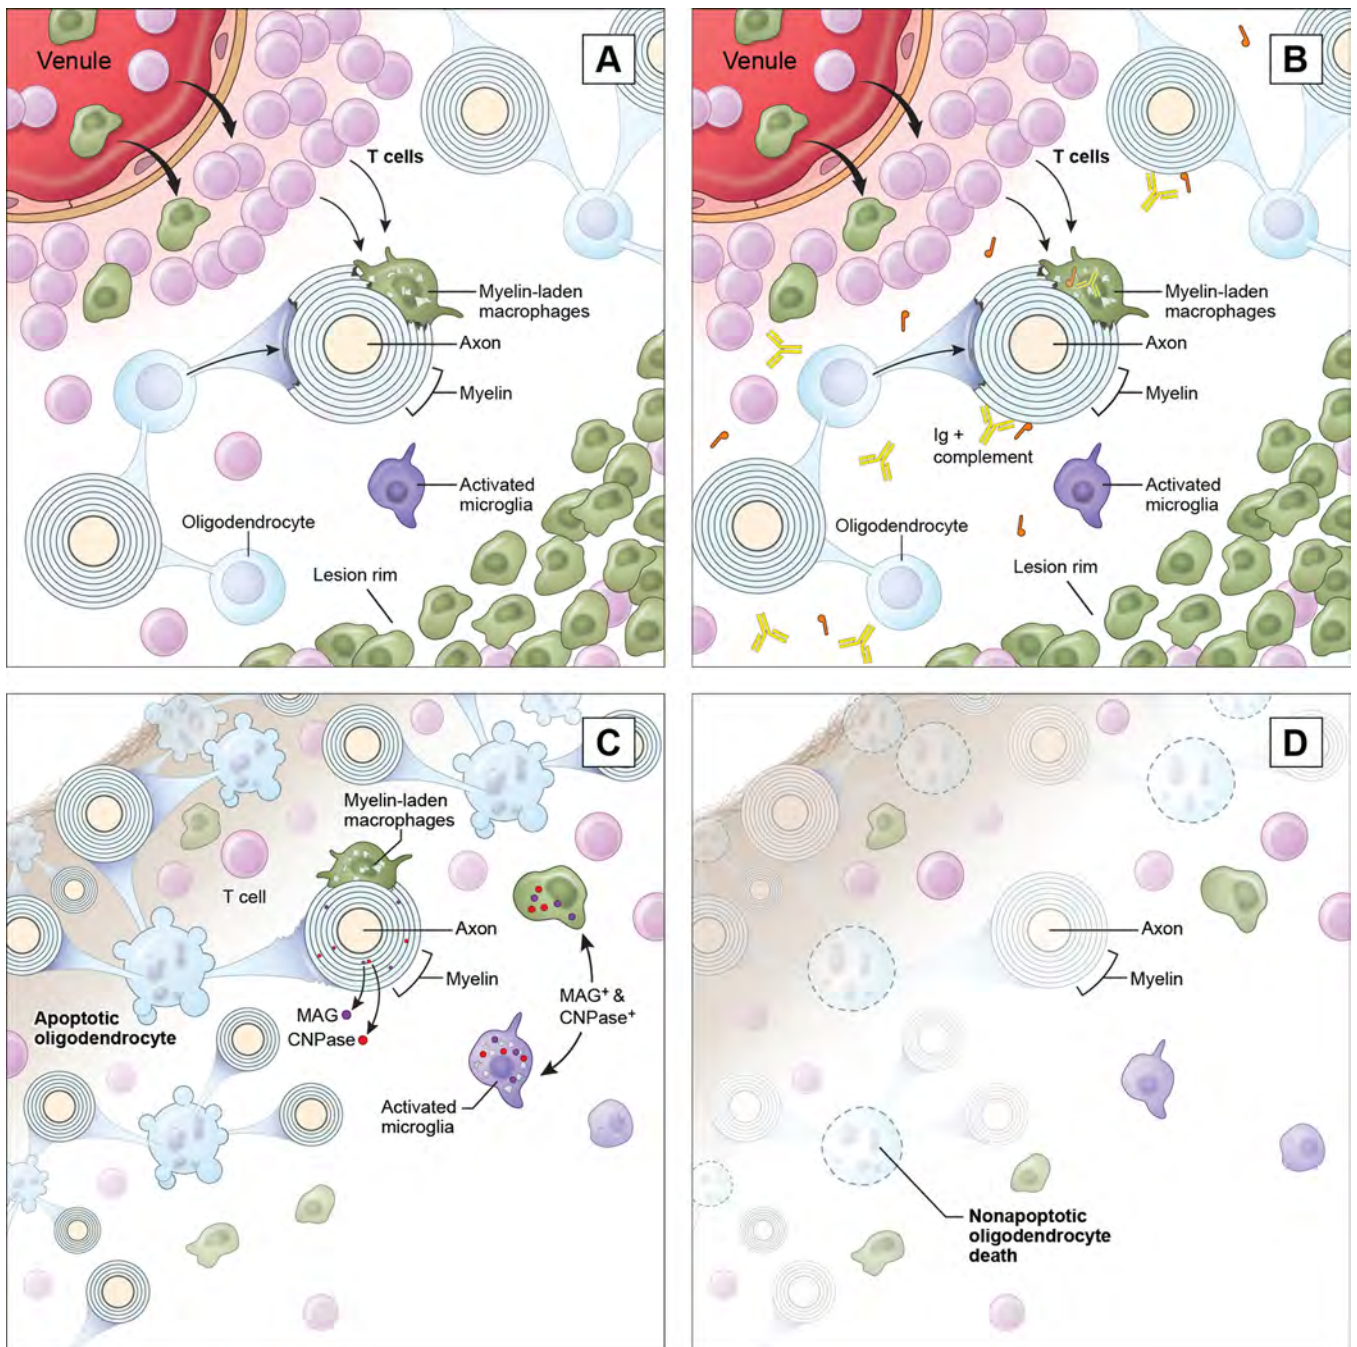 A
Venule
T cells
Myelin-laden
macrophages
Axon
Myelin
Activated
microglia
Oligodendrocyte
Lesion rim
B
Venule
T cells
Myelin-laden
macrophages
Axon
Myelin
Ig +
complement
Activated
microglia
Oligodendrocyte
Lesion rim
C
Myelin-laden
macrophages
T cell
Axon
Myelin
MAG
CNPase
MAG⁺ &
CNPase⁺
Apoptotic
oligodendrocyte
Activated
microglia
D
Axon
Myelin
Nonapoptotic
oligodendrocyte
death